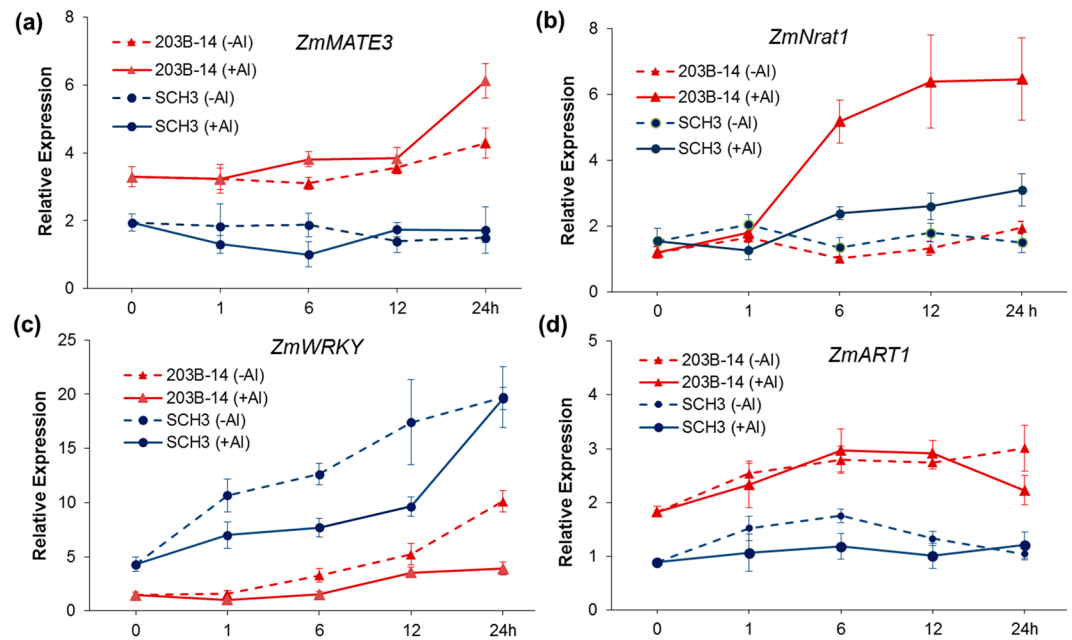 (a)
ZmMATE3
203B-14 (-Al)
203B-14 (+Al)
SCH3 (-Al)
SCH3 (+Al)
Relative Expression
8
6
4
2
0
0 1 6 12 24h
(b)
ZmNrat1
203B-14 (-Al)
203B-14 (+Al)
SCH3 (-Al)
SCH3 (+Al)
Relative Expression
8
6
4
2
0
0 1 6 12 24h
(c)
ZmWRKY
203B-14 (-Al)
203B-14 (+Al)
SCH3 (-Al)
SCH3 (+Al)
Relative Expression
25
20
15
10
5
0
0 1 6 12 24h
(d)
ZmART1
203B-14 (-Al)
203B-14 (+Al)
SCH3 (-Al)
SCH3 (+Al)
Relative Expression
5
4
3
2
1
0
0 1 6 12 24h